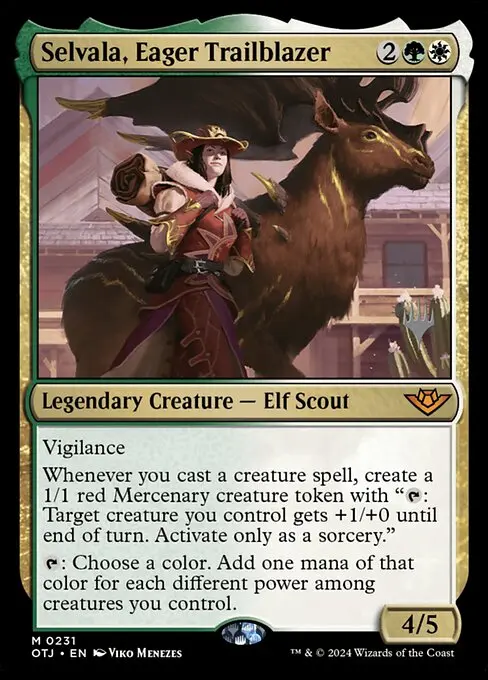 Selvala, Eager Trailblazer 2
Legendary Creature — Elf Scout
Vigilance
Whenever you cast a creature spell, create a
1/1 red Mercenary creature token with “:
Target creature you control gets +1/+0 until
end of turn. Activate only as a sorcery.”
: Choose a color. Add one mana of that
color for each different power among
creatures you control.
4/5
M 0231
OTJ • EN VIKO MENEZES
™ & © 2024 Wizards of the Coast